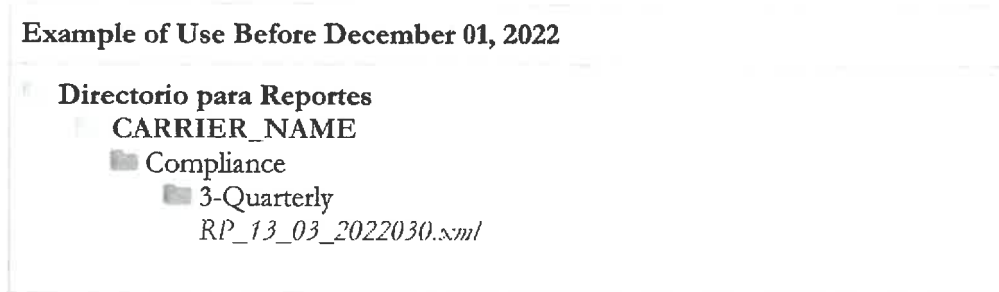 Example of Use Before December 01, 2022
Directorio para Reportes
CARRIER_NAME
Compliance
3-Quarterly
RP_13_03_2022030.xml